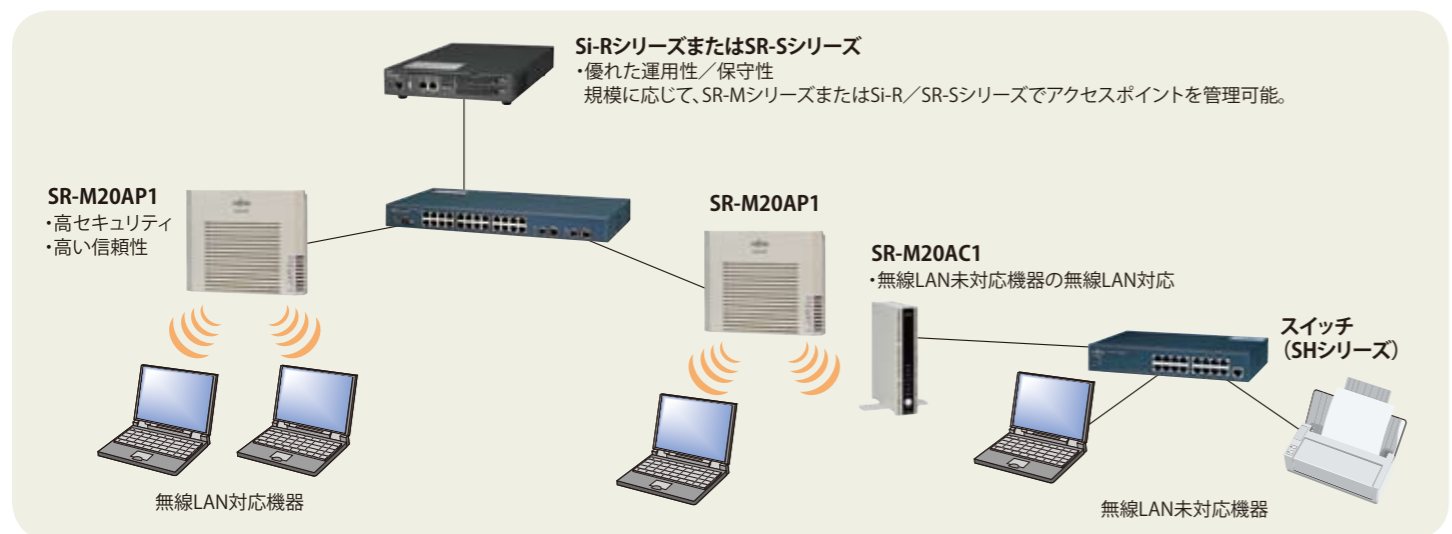 Si-RシリーズまたはSR-Sシリーズ
・優れた運用性／保守性
規模に応じて、SR-MシリーズまたはSi-R／SR-Sシリーズでアクセスポイントを管理可能。
SR-M20AP1
・高セキュリティ
・高い信頼性
SR-M20AP1
SR-M20AC1
・無線LAN未対応機器の無線LAN対応
スイッチ
（SHシリーズ）
無線LAN対応機器
無線LAN未対応機器